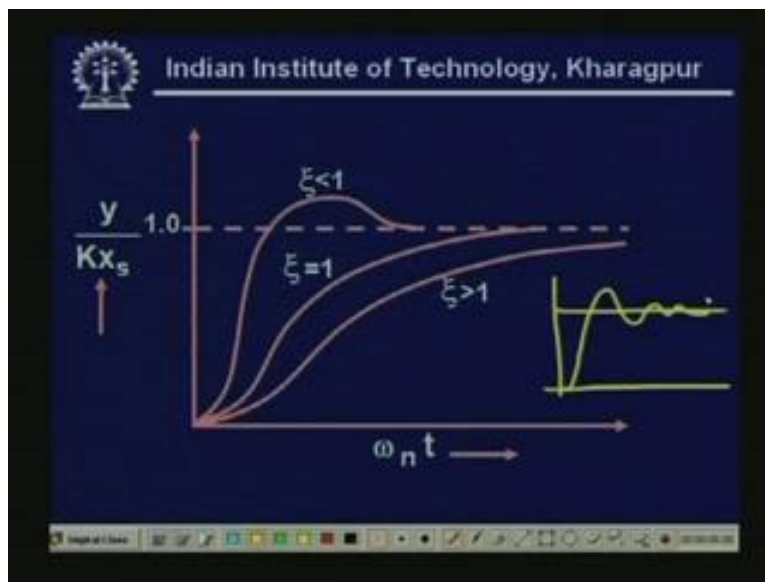 Indian Institute of Technology, Kharagpur
ξ<1
y
1.0
Kxₛ
ξ=1
ξ>1
ωₙ t